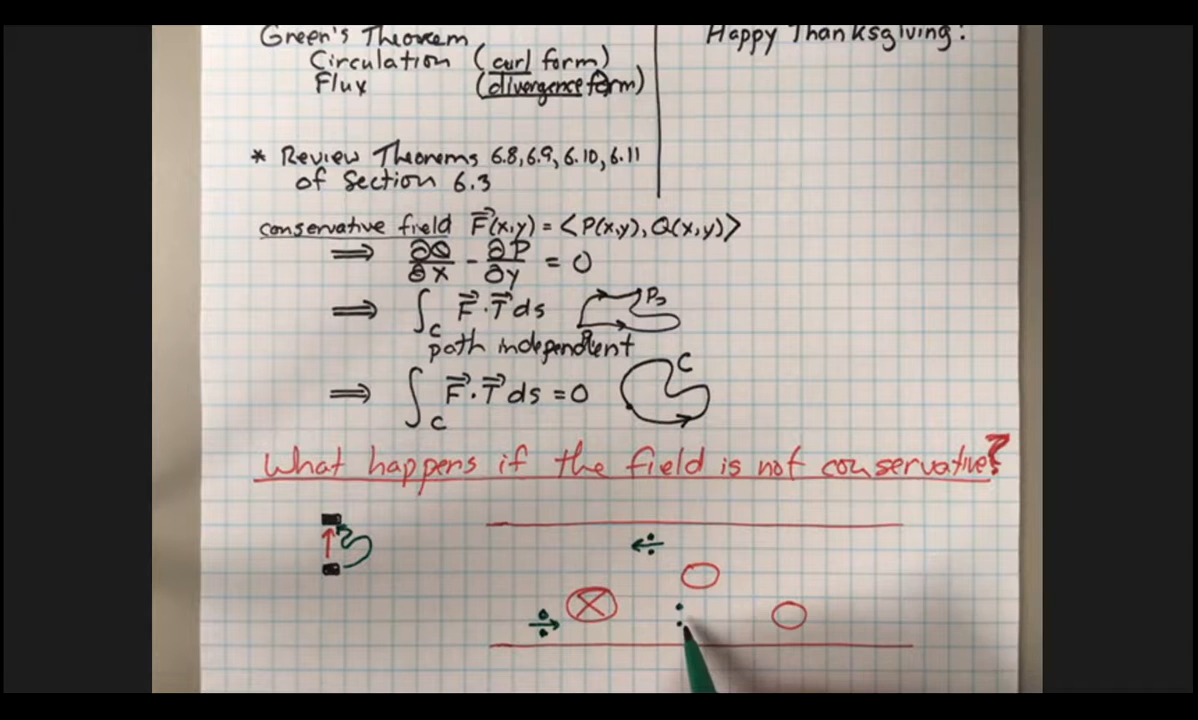 Green's Theorem
Circulation (curl form)
Flux (divergence form)
Happy Thanksgiving!
* Review Theorems 6.8, 6.9, 6.10, 6.11
of Section 6.3
conservative field F⃗(x,y) = <P(x,y), Q(x,y)>
⟹ ∂Q/∂x - ∂P/∂y = 0
⟹ ∫_C F⃗·T⃗ ds
path independent
⟹ ∫_C F⃗·T⃗ ds = 0 C
What happens if the field is not conservative?